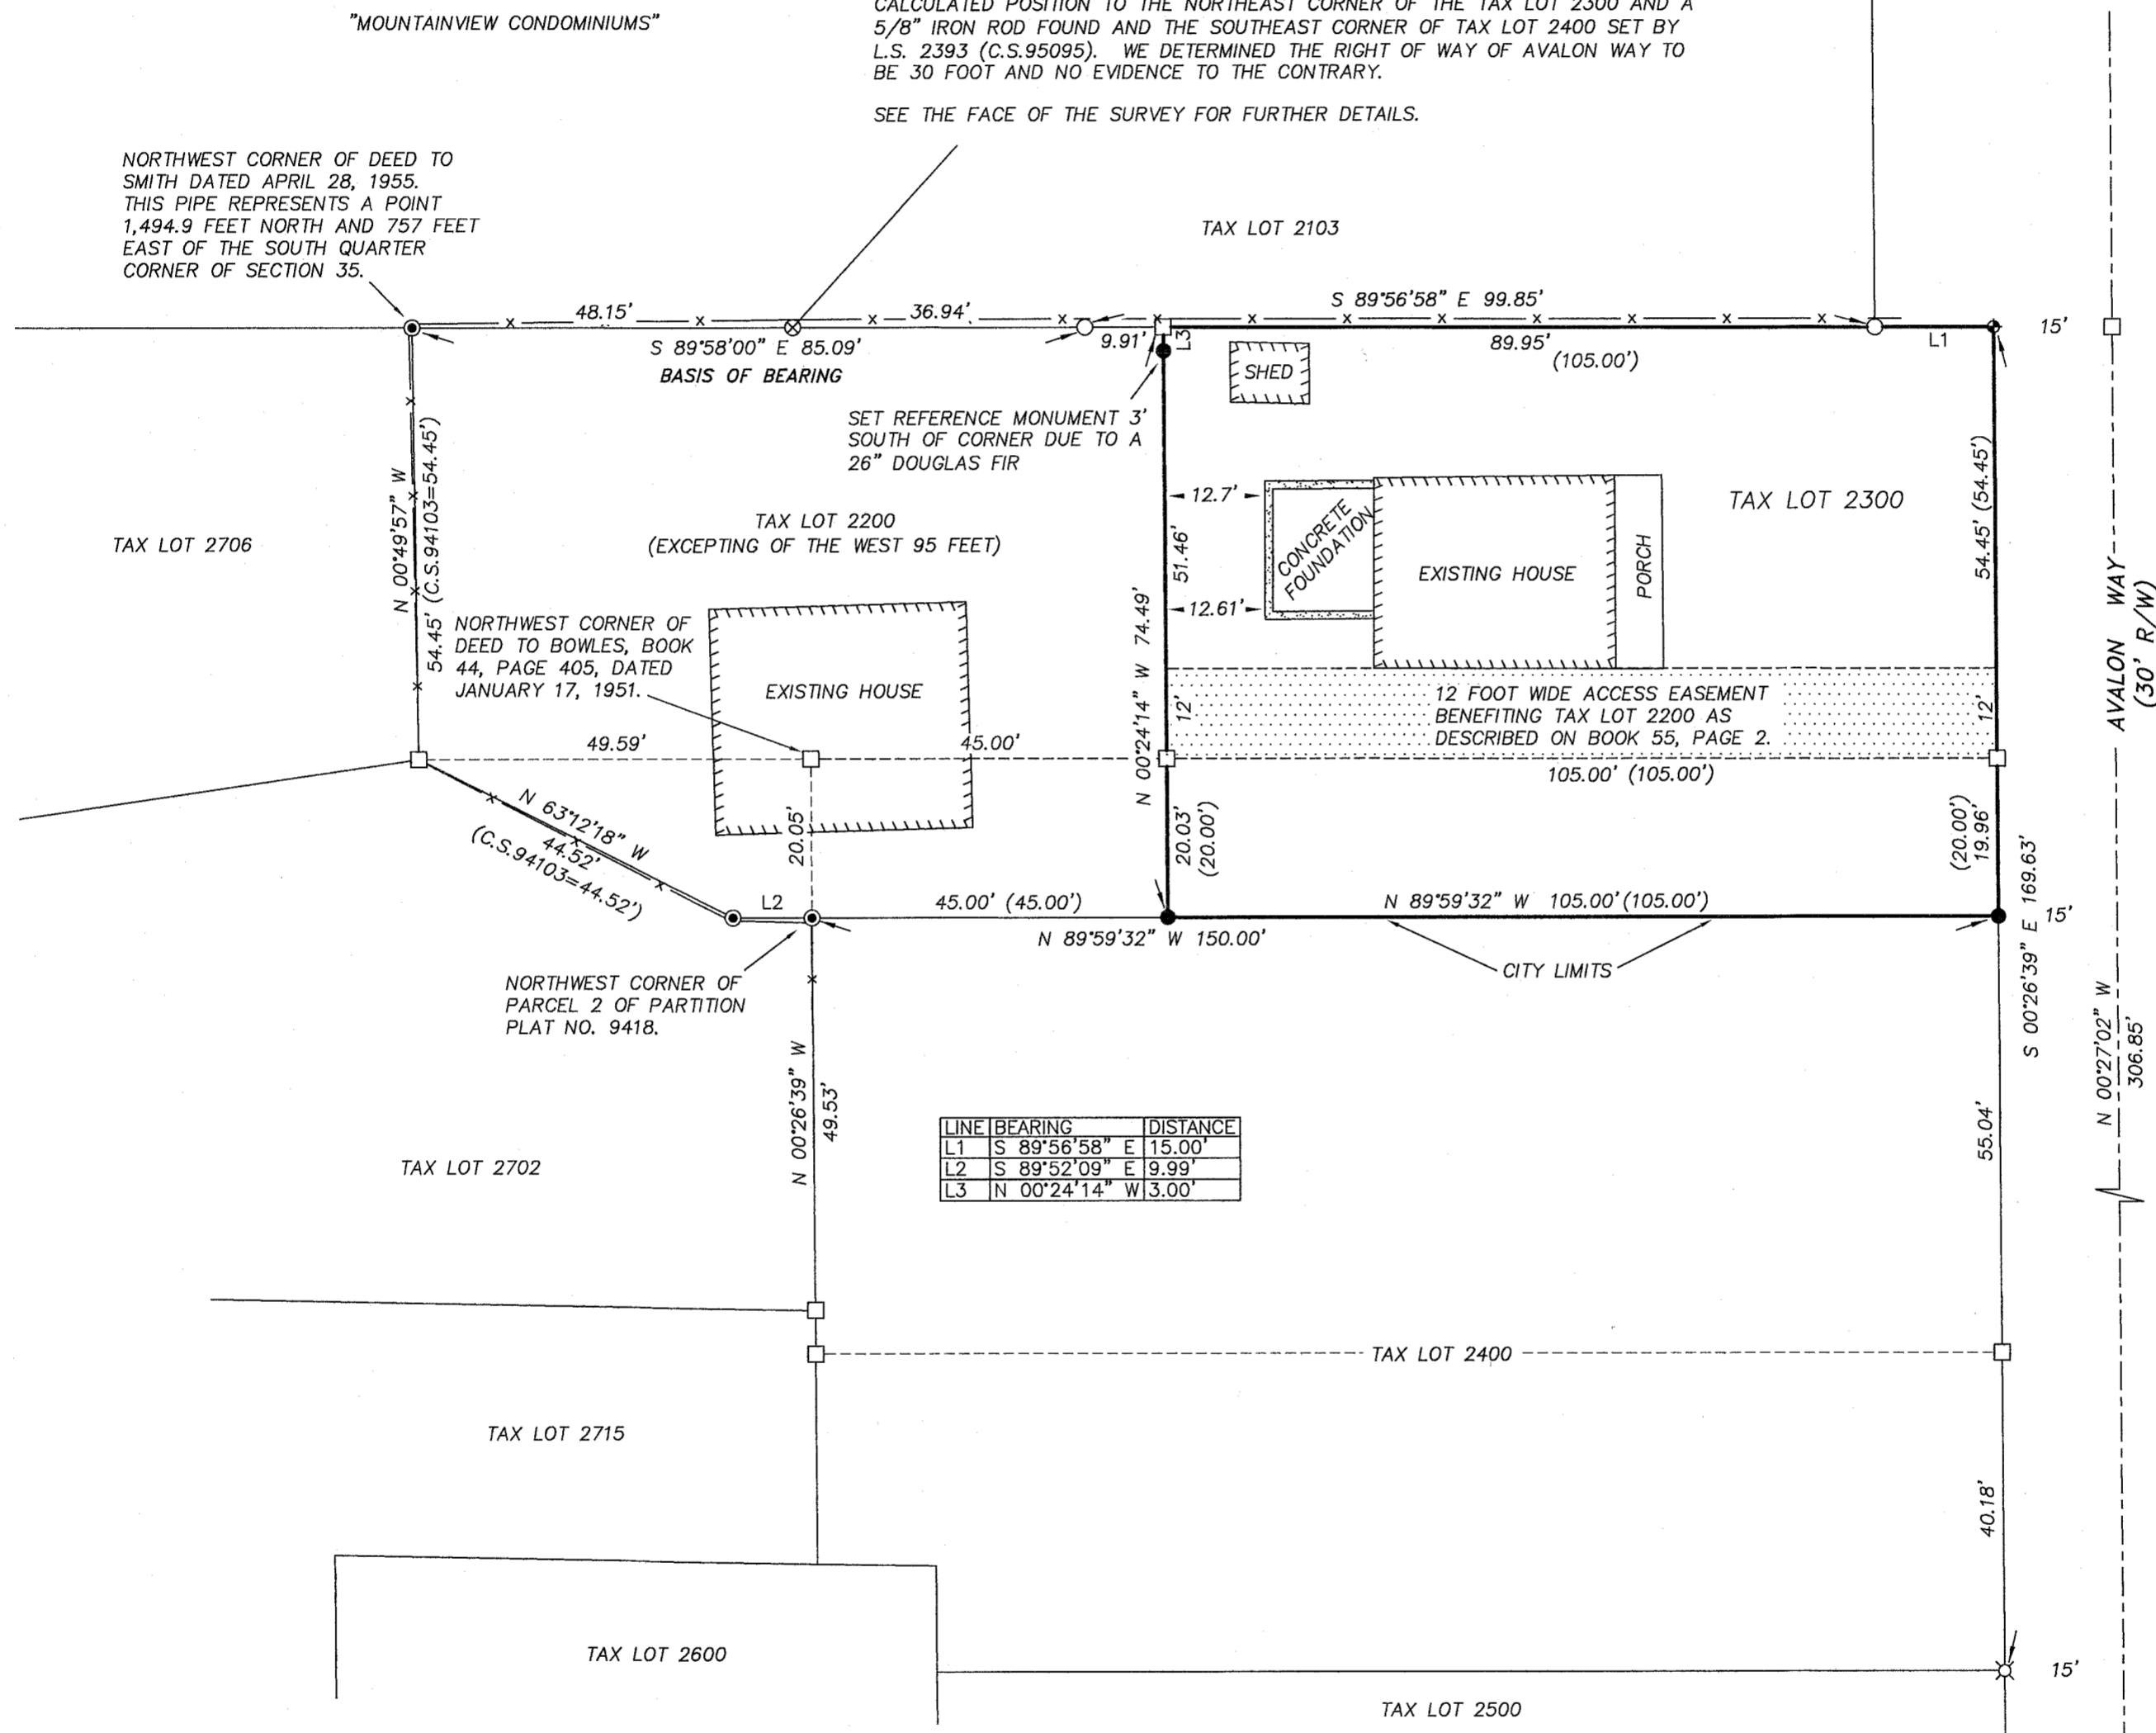 "MOUNTAINVIEW CONDOMINIUMS"
CALCULATED POSITION TO THE NORTHEAST CORNER OF THE TAX LOT 2300 AND A
5/8" IRON ROD FOUND AND THE SOUTHEAST CORNER OF TAX LOT 2400 SET BY
L.S. 2393 (C.S.95095). WE DETERMINED THE RIGHT OF WAY OF AVALON WAY TO
BE 30 FOOT AND NO EVIDENCE TO THE CONTRARY.
SEE THE FACE OF THE SURVEY FOR FURTHER DETAILS.
NORTHWEST CORNER OF DEED TO
SMITH DATED APRIL 28, 1955.
THIS PIPE REPRESENTS A POINT
1,494.9 FEET NORTH AND 757 FEET
EAST OF THE SOUTH QUARTER
CORNER OF SECTION 35.
TAX LOT 2103
48.15'
36.94'
S 89°56'58" E 99.85'
S 89°58'00" E 85.09'
BASIS OF BEARING
9.91'
L3
89.95'
(105.00')
L1
15'
SHED
SET REFERENCE MONUMENT 3'
SOUTH OF CORNER DUE TO A
26" DOUGLAS FIR
N 00°49'57" W
54.45' (C.S.94103=54.45')
TAX LOT 2706
TAX LOT 2200
(EXCEPTING OF THE WEST 95 FEET)
12.7'
51.46'
12.61'
CONCRETE
FOUNDATION
EXISTING HOUSE
PORCH
TAX LOT 2300
54.45' (54.45')
AVALON WAY
(30' R/W)
NORTHWEST CORNER OF
DEED TO BOWLES, BOOK
44, PAGE 405, DATED
JANUARY 17, 1951.
EXISTING HOUSE
N 00°24'14" W 74.49'
12'
12 FOOT WIDE ACCESS EASEMENT
BENEFITING TAX LOT 2200 AS
DESCRIBED ON BOOK 55, PAGE 2.
12'
49.59'
45.00'
105.00' (105.00')
N 63°12'18" W
44.52'
(C.S.94103=44.52')
20.05'
20.03'
(20.00')
(20.00')
19.96'
S 00°26'39" E 169.63'
L2
45.00' (45.00')
N 89°59'32" W 105.00'(105.00')
15'
N 89°59'32" W 150.00'
CITY LIMITS
NORTHWEST CORNER OF
PARCEL 2 OF PARTITION
PLAT NO. 9418.
N 00°26'39" W
49.53'
N 00°27'02" W
306.85'
LINE BEARING DISTANCE
L1 S 89°56'58" E 15.00'
L2 S 89°52'09" E 9.99'
L3 N 00°24'14" W 3.00'
55.04'
TAX LOT 2702
TAX LOT 2400
TAX LOT 2715
40.18'
TAX LOT 2600
15'
TAX LOT 2500